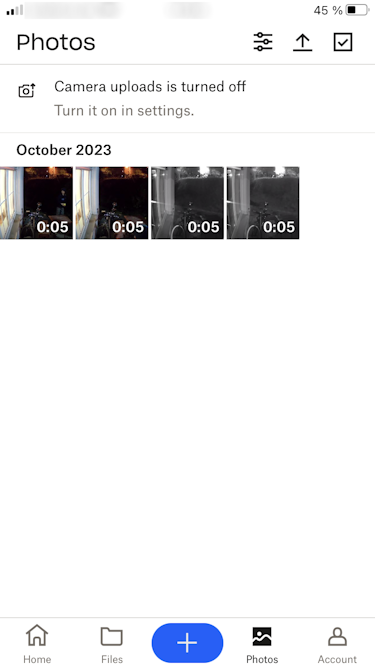 45 %
Photos
Camera uploads is turned off
Turn it on in settings.
October 2023
0:05 0:05 0:05 0:05
Home Files Photos Account